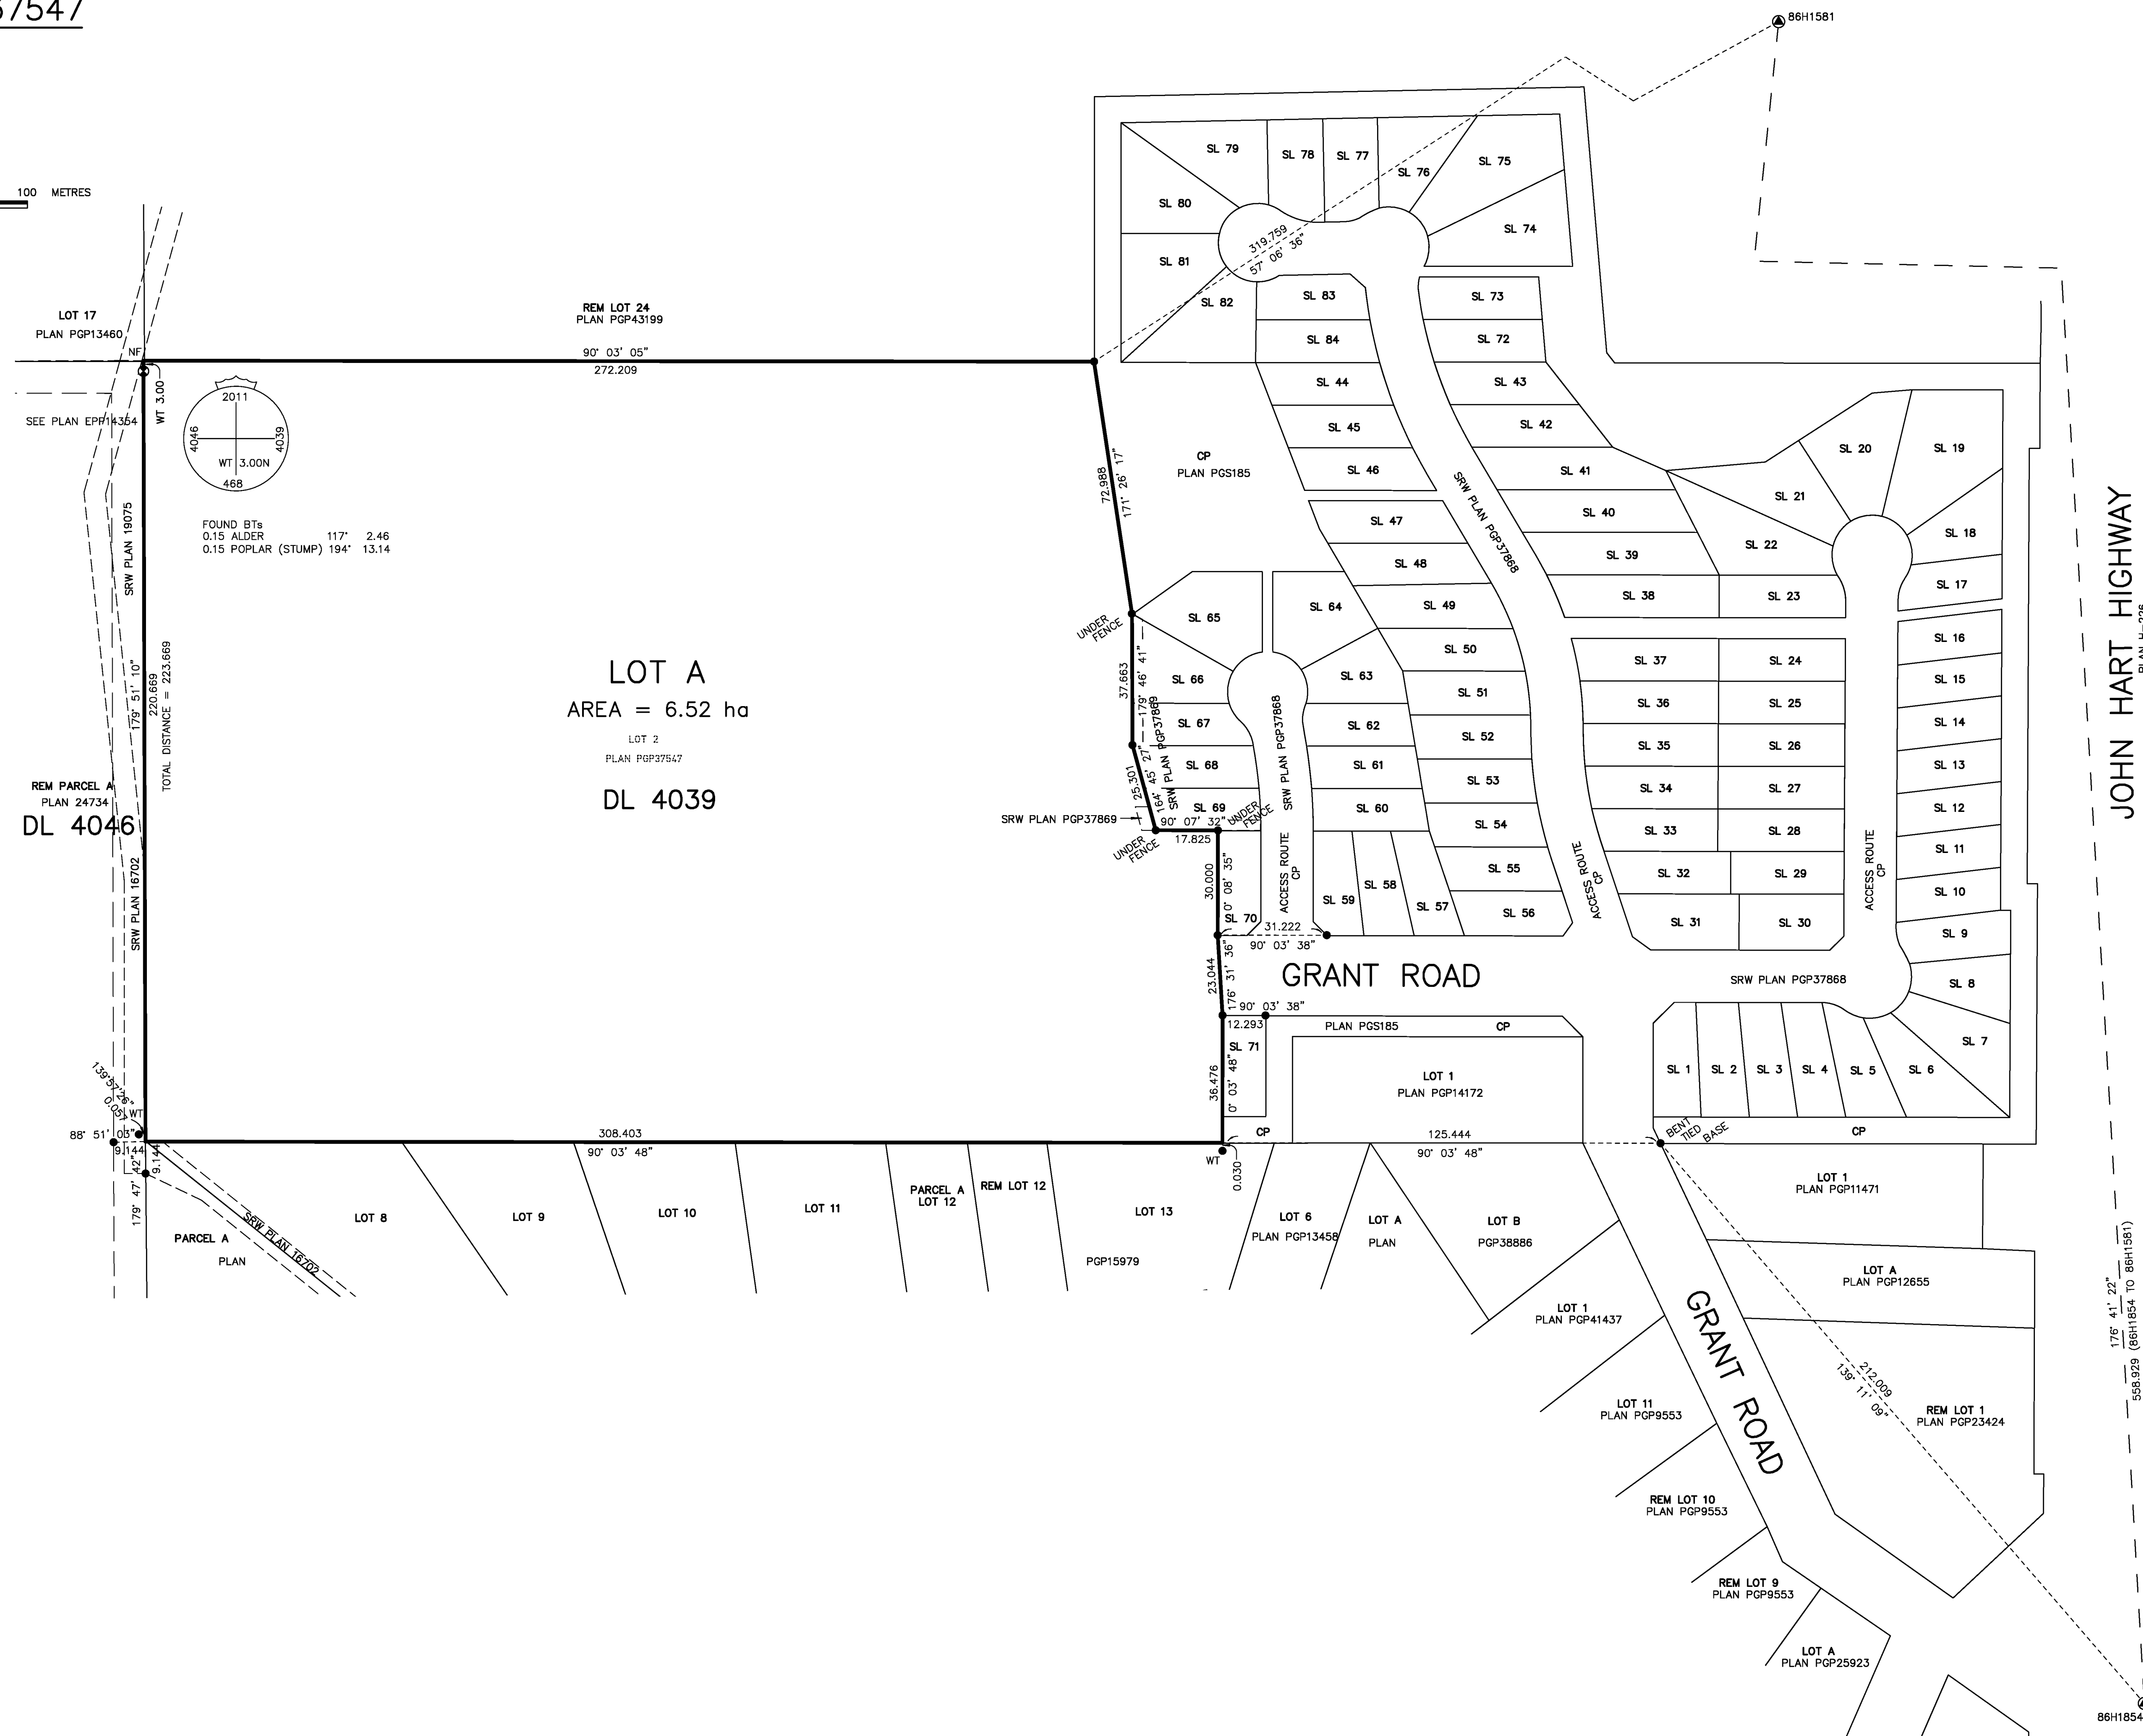 37547
100 METRES
86H1581
LOT 17
PLAN PGP13460
NF
SEE PLAN EPP14354
WT 3.00
REM LOT 24
PLAN PGP43199
90° 03' 05"
272.209
2011
4046
4039
WT 3.00N
468
FOUND BTs
0.15 ALDER 117° 2.46
0.15 POPLAR (STUMP) 194° 13.14
SRW PLAN 19075
179° 51' 10"
220.669
TOTAL DISTANCE = 223.669
SRW PLAN 16702
REM PARCEL A
PLAN 24734
DL 4046
LOT A
AREA = 6.52 ha
LOT 2
PLAN PGP37547
DL 4039
72.988
171° 26' 17"
UNDER
FENCE
37.663
179° 46' 41"
SRW PLAN PGP37869
25.301
164° 45' 27"
SRW PLAN PGP37869
90° 07' 32"
17.825
UNDER
FENCE
UNDER
FENCE
30.000
0° 08' 35"
31.222
90° 03' 38"
23.044
176° 31' 36"
90° 03' 38"
12.293
36.476
0° 03' 48"
319.759
57° 06' 36"
SL 79
SL 78
SL 77
SL 76
SL 75
SL 80
SL 74
SL 81
SL 82
SL 83
SL 73
SL 84
SL 72
SL 44
SL 43
SL 45
SL 42
SL 46
SL 41
CP
PLAN PGS185
SRW PLAN PGP37868
SL 47
SL 40
SL 48
SL 39
SL 49
SL 38
SL 20
SL 19
SL 21
SL 22
SL 18
SL 23
SL 17
SL 65
SL 64
SL 50
SL 37
SL 24
SL 16
SL 66
SL 63
SL 51
SL 36
SL 25
SL 15
SL 67
SL 62
SL 52
SL 35
SL 26
SL 14
SL 68
SL 61
SL 53
SL 34
SL 27
SL 13
SL 69
SL 60
SL 54
SL 33
SL 28
SL 12
SL 55
SL 32
SL 29
SL 11
SL 70
SL 59
SL 58
SL 57
SL 56
SL 31
SL 30
SL 10
SL 9
SL 8
SL 7
SRW PLAN PGP37868
ACCESS ROUTE
CP
ACCESS ROUTE
CP
ACCESS ROUTE
CP
GRANT ROAD
SRW PLAN PGP37868
PLAN PGS185
CP
SL 71
LOT 1
PLAN PGP14172
SL 1
SL 2
SL 3
SL 4
SL 5
SL 6
CP
125.444
90° 03' 48"
BENT
TIED BASE
CP
JOHN HART HIGHWAY
PLAN H-226
139°57'26"
0.057
WT
88° 51' 03"
9.144
9.144
179° 47' 42"
308.403
90° 03' 48"
WT
0.030
PARCEL A
PLAN
SRW PLAN 16702
LOT 8
LOT 9
LOT 10
LOT 11
PARCEL A
LOT 12
REM LOT 12
LOT 13
PGP15979
LOT 6
PLAN PGP13458
LOT A
PLAN
LOT B
PGP38886
LOT 1
PLAN PGP11471
LOT A
PLAN PGP12655
LOT 1
PLAN PGP41437
GRANT ROAD
LOT 11
PLAN PGP9553
212.009
139° 11' 09"
REM LOT 1
PLAN PGP23424
REM LOT 10
PLAN PGP9553
REM LOT 9
PLAN PGP9553
LOT A
PLAN PGP25923
176° 41' 22"
558.929 (86H1854 TO 86H1581)
86H1854